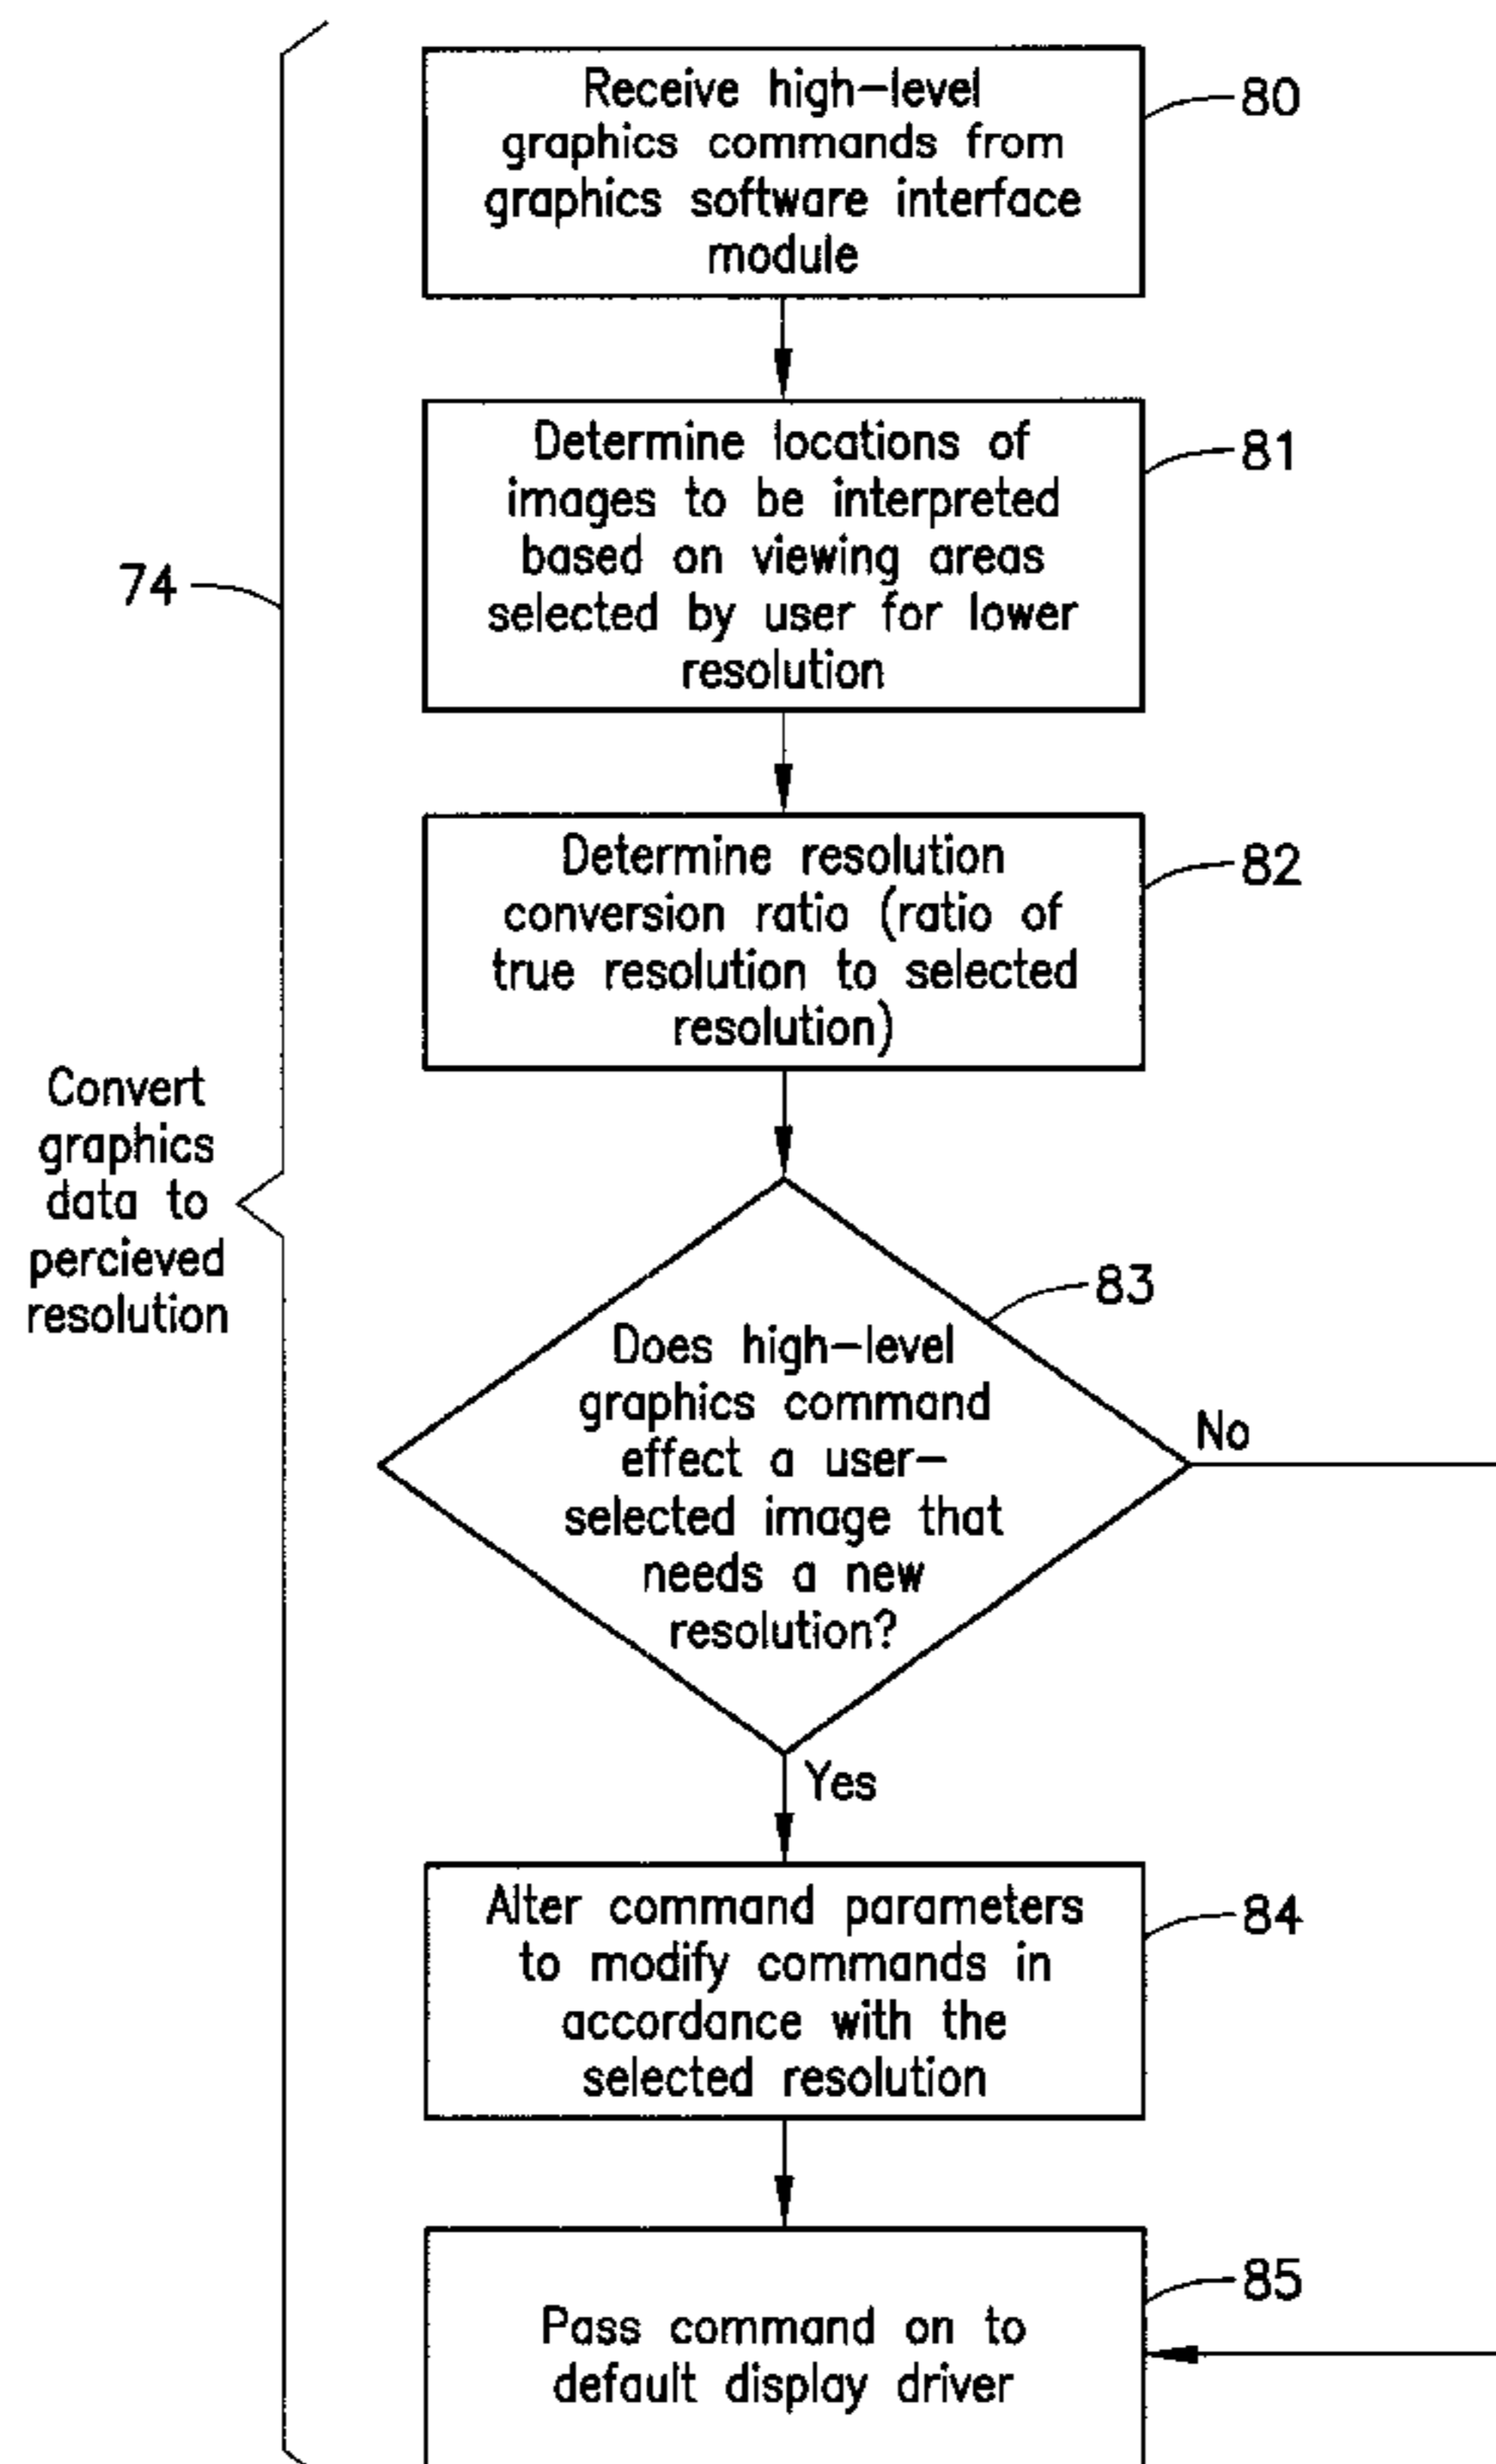 Receive high-level
graphics commands from
graphics software interface
module
80
Determine locations of
images to be interpreted
based on viewing areas
selected by user for lower
resolution
81
74
Determine resolution
conversion ratio (ratio of
true resolution to selected
resolution)
82
Convert
graphics
data to
percieved
resolution
83
Does high-level
graphics command
effect a user-
selected image that
needs a new
resolution?
No
Yes
Alter command parameters
to modify commands in
accordance with the
selected resolution
84
Pass command on to
default display driver
85